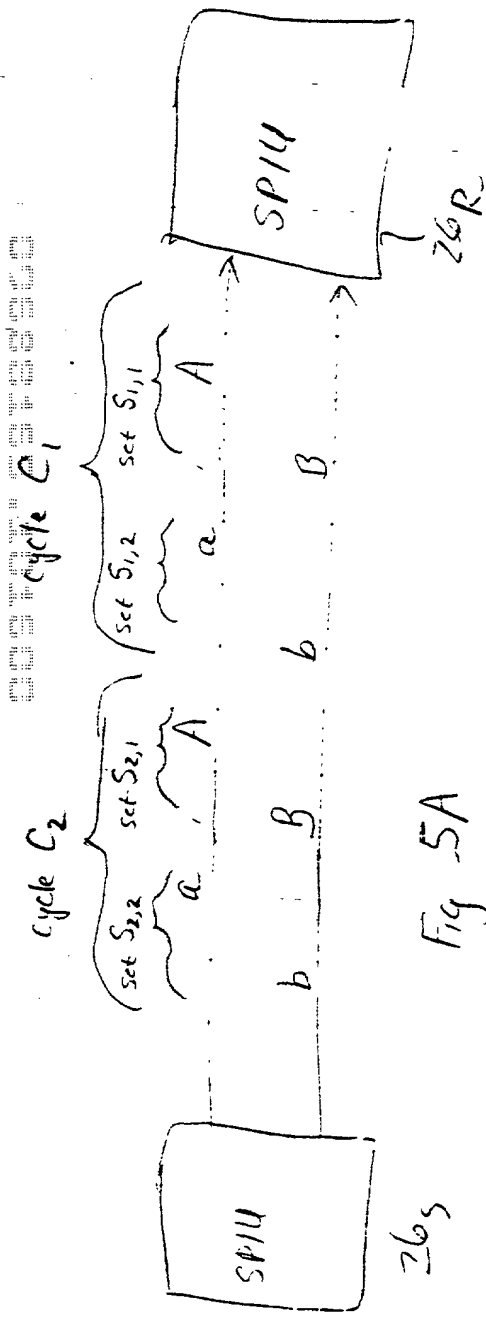 cycle C2 cycle C1
set S2,2 set S2,1 set S1,2 set S1,1
a A a A
b B b B
SPIU SPIU
26S 26R
Fig 5A